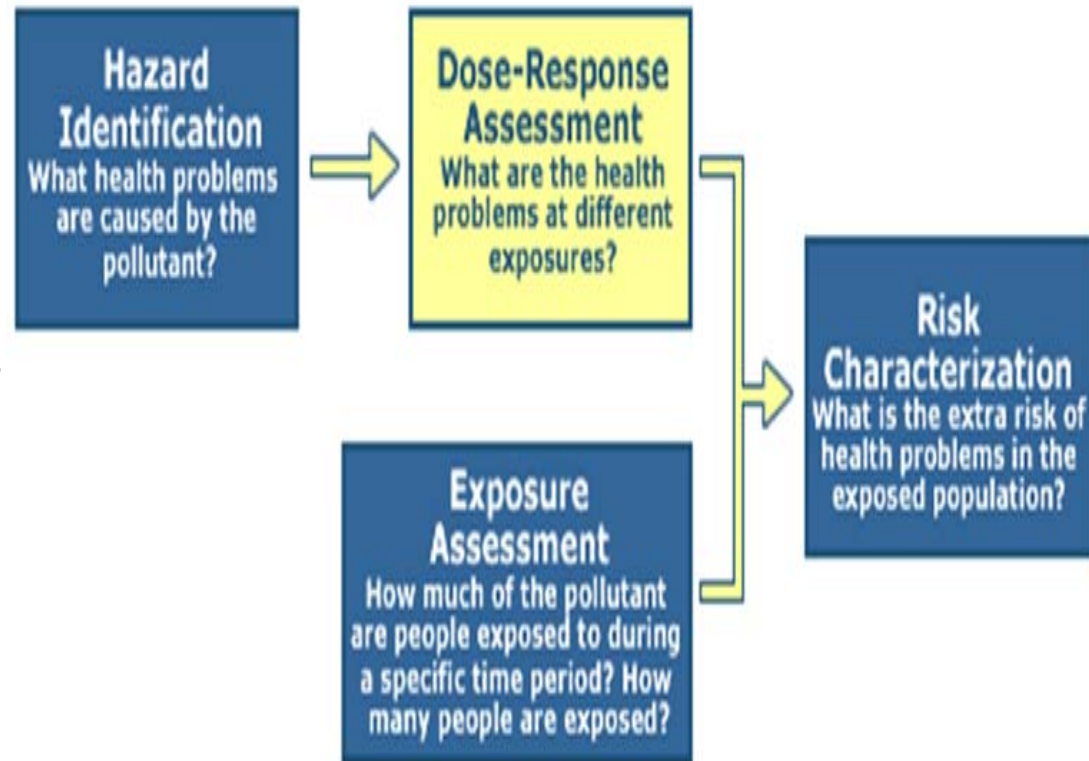 Hazard
Identification
What health problems
are caused by the
pollutant?
Dose-Response
Assessment
What are the health
problems at different
exposures?
Exposure
Assessment
How much of the pollutant
are people exposed to during
a specific time period? How
many people are exposed?
Risk
Characterization
What is the extra risk of
health problems in the
exposed population?